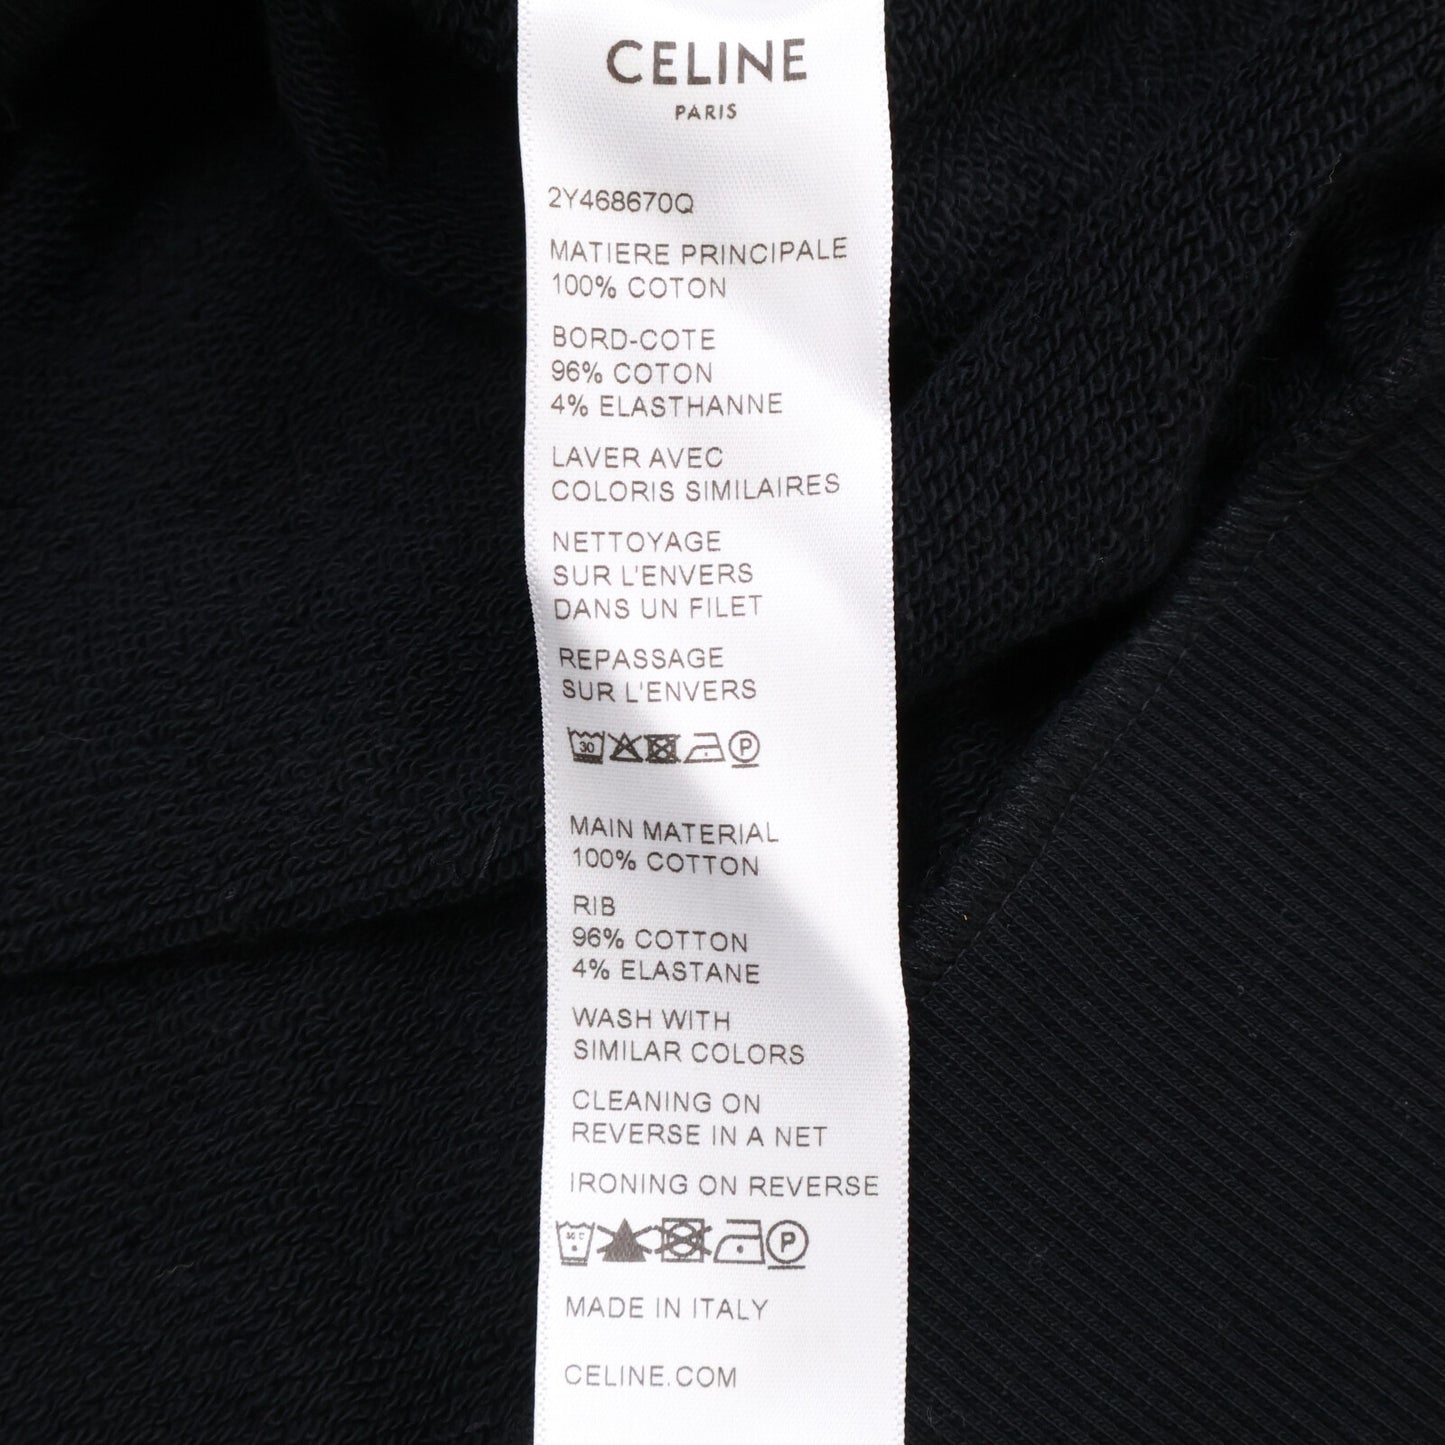 CELINE
PARIS
2Y468670Q
MATIERE PRINCIPALE
100% COTON
BORD-COTE
96% COTON
4% ELASTHANNE
LAVER AVEC
COLORIS SIMILAIRES
NETTOYAGE
SUR L'ENVERS
DANS UN FILET
REPASSAGE
SUR L'ENVERS
30 P
MAIN MATERIAL
100% COTTON
RIB
96% COTTON
4% ELASTANE
WASH WITH
SIMILAR COLORS
CLEANING ON
REVERSE IN A NET
IRONING ON REVERSE
P
MADE IN ITALY
CELINE.COM